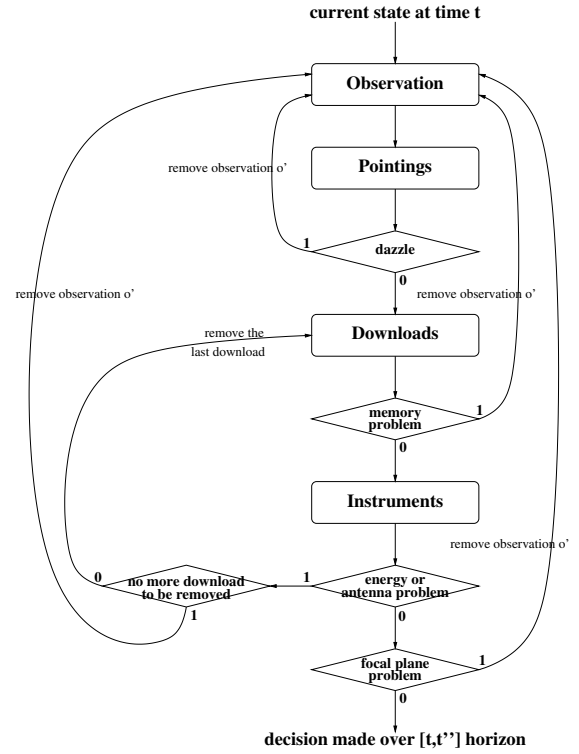 current state at time t
Observation
Pointings
remove observation o'
1
dazzle
0
remove observation o'
remove observation o'
remove the
last download
Downloads
memory
problem
1
0
Instruments
remove observation o'
0
no more download
to be removed
1
1
energy or
antenna problem
0
focal plane
problem
1
0
decision made over [t,t''] horizon